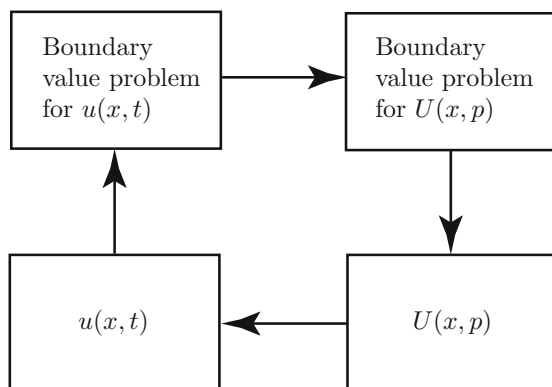 Boundary
value problem
for u(x, t)
Boundary
value problem
for U(x, p)
u(x, t)
U(x, p)